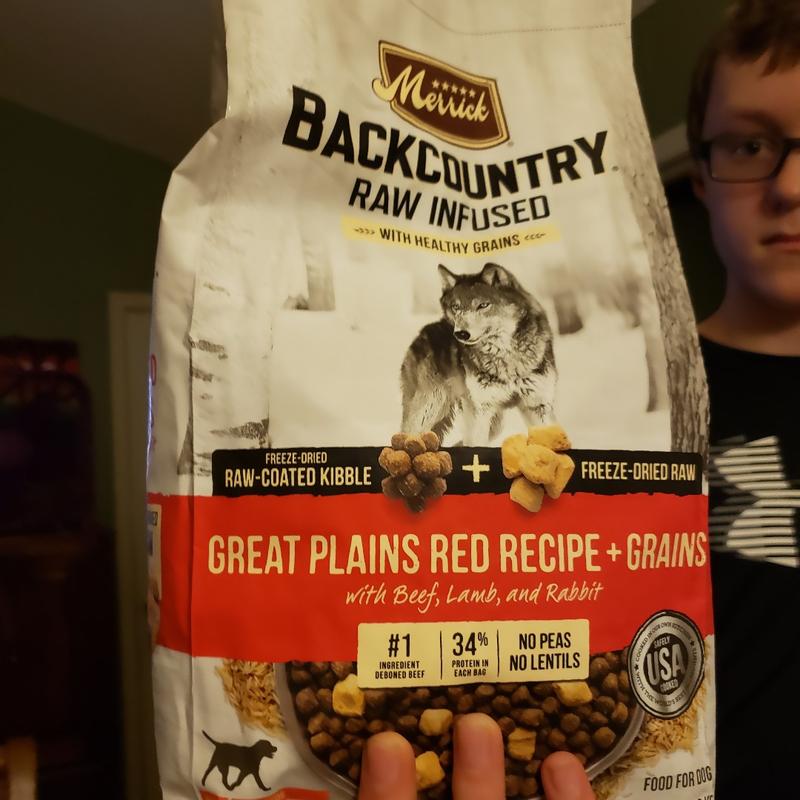 Merrick
BACKCOUNTRY
RAW INFUSED
WITH HEALTHY GRAINS
FREEZE-DRIED
RAW-COATED KIBBLE
+
FREEZE-DRIED RAW
GREAT PLAINS RED RECIPE + GRAINS
with Beef, Lamb, and Rabbit
#1
INGREDIENT
DEBONED BEEF
34%
PROTEIN IN
EACH BAG
NO PEAS
NO LENTILS
SAFELY
USA
COOKED
FOOD FOR DOG